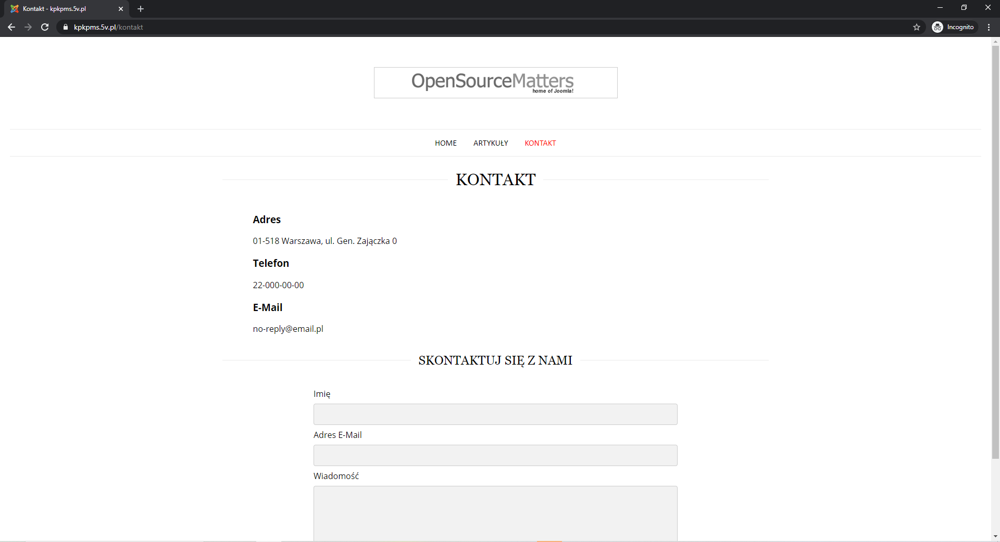 Kontakt - kpkpms.5v.pl
kpkpms.5v.pl/kontakt
Incognito
OpenSourceMatters
home of Joomla!
HOME ARTYKUŁY KONTAKT
KONTAKT
Adres
01-518 Warszawa, ul. Gen. Zajączka 0
Telefon
22-000-00-00
E-Mail
no-reply@email.pl
SKONTAKTUJ SIĘ Z NAMI
Imię
Adres E-Mail
Wiadomość